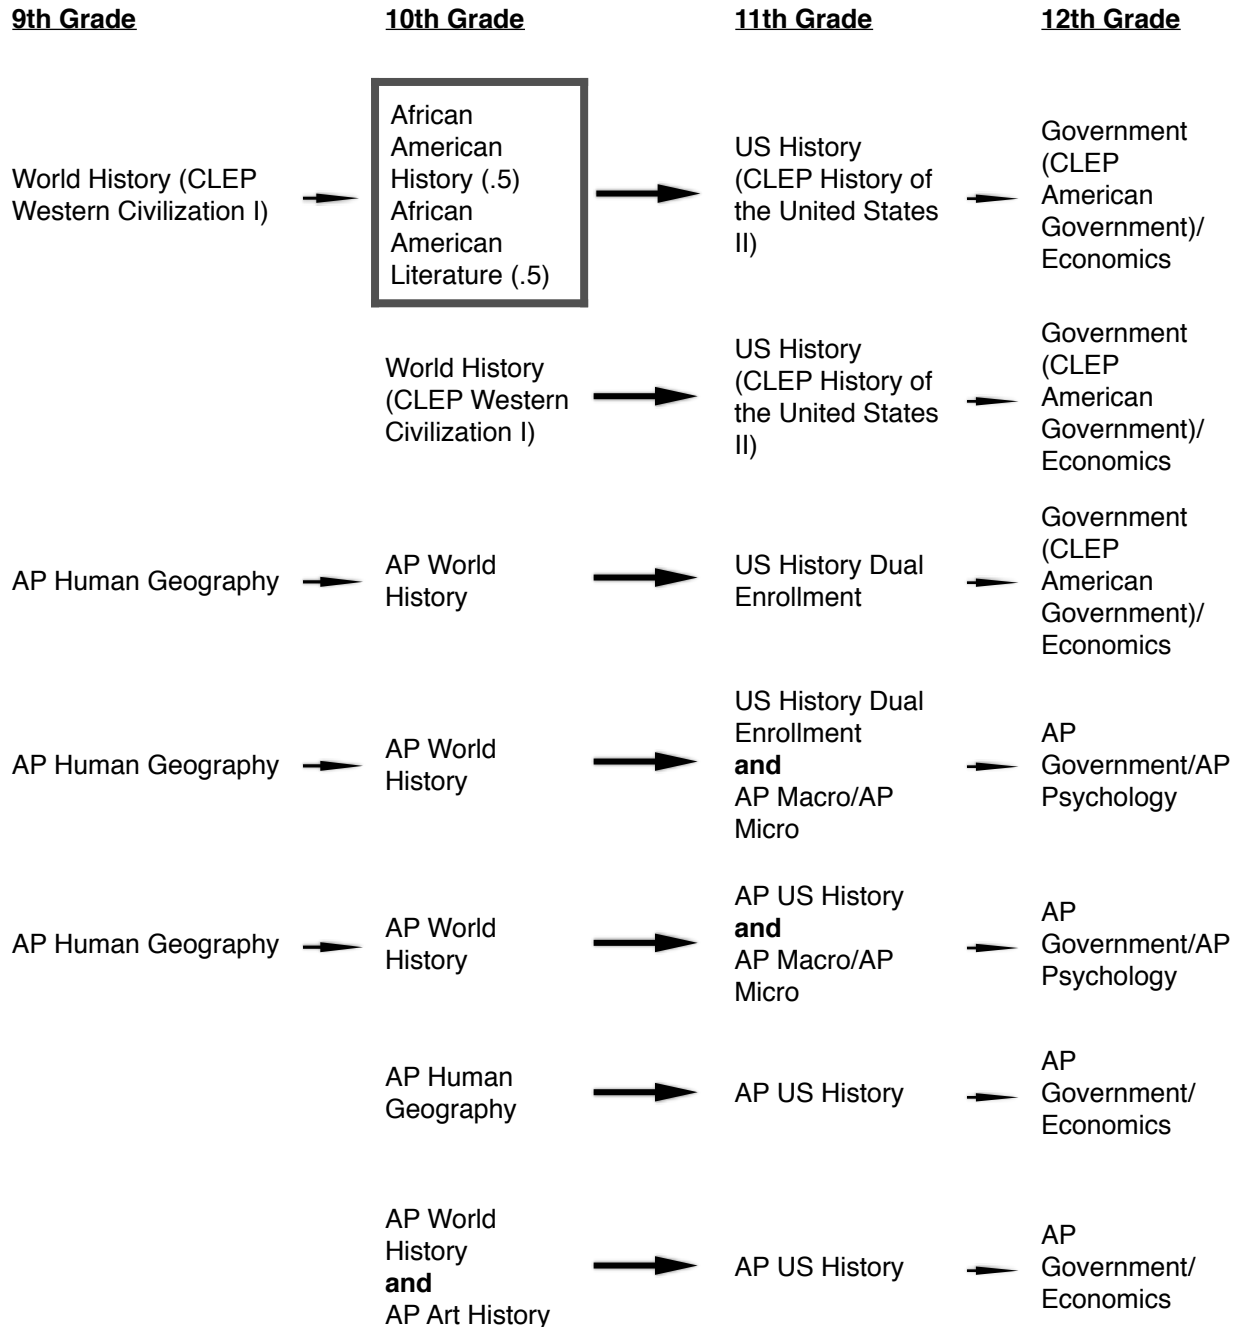 9th Grade
10th Grade
11th Grade
12th Grade
World History (CLEP
Western Civilization I)
African
American
History (.5)
African
American
Literature (.5)
US History
(CLEP History of
the United States
II)
Government
(CLEP
American
Government)/
Economics
World History
(CLEP Western
Civilization I)
US History
(CLEP History of
the United States
II)
Government
(CLEP
American
Government)/
Economics
AP Human Geography
AP World
History
US History Dual
Enrollment
Government
(CLEP
American
Government)/
Economics
AP Human Geography
AP World
History
US History Dual
Enrollment
and
AP Macro/AP
Micro
AP
Government/AP
Psychology
AP Human Geography
AP World
History
AP US History
and
AP Macro/AP
Micro
AP
Government/AP
Psychology
AP Human
Geography
AP US History
AP
Government/
Economics
AP World
History
and
AP Art History
AP US History
AP
Government/
Economics